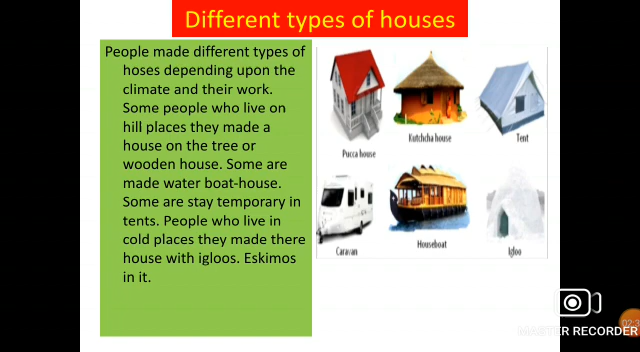 Different types of houses
People made different types of
hoses depending upon the
climate and their work.
Some people who live on
hill places they made a
house on the tree or
wooden house. Some are
made water boat-house.
Some are stay temporary in
tents. People who live in
cold places they made there
house with igloos. Eskimos
in it.
Pucca house
Kutchcha house
Tent
Caravan
Houseboat
Igloo
MASTER RECORDER